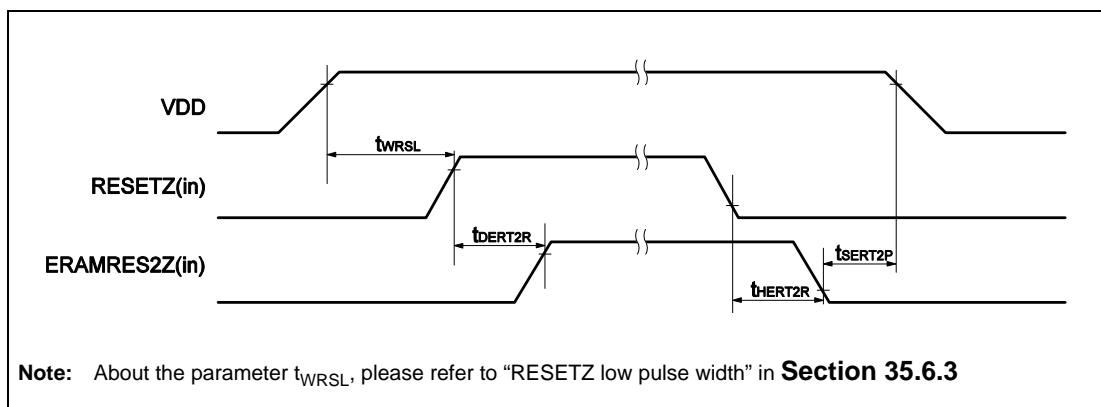 VDD
tWRSL
RESETZ(in)
tDERT2R
tSERT2P
ERAMRES2Z(in)
tHERT2R
Note: About the parameter tWRSL, please refer to “RESETZ low pulse width” in Section 35.6.3